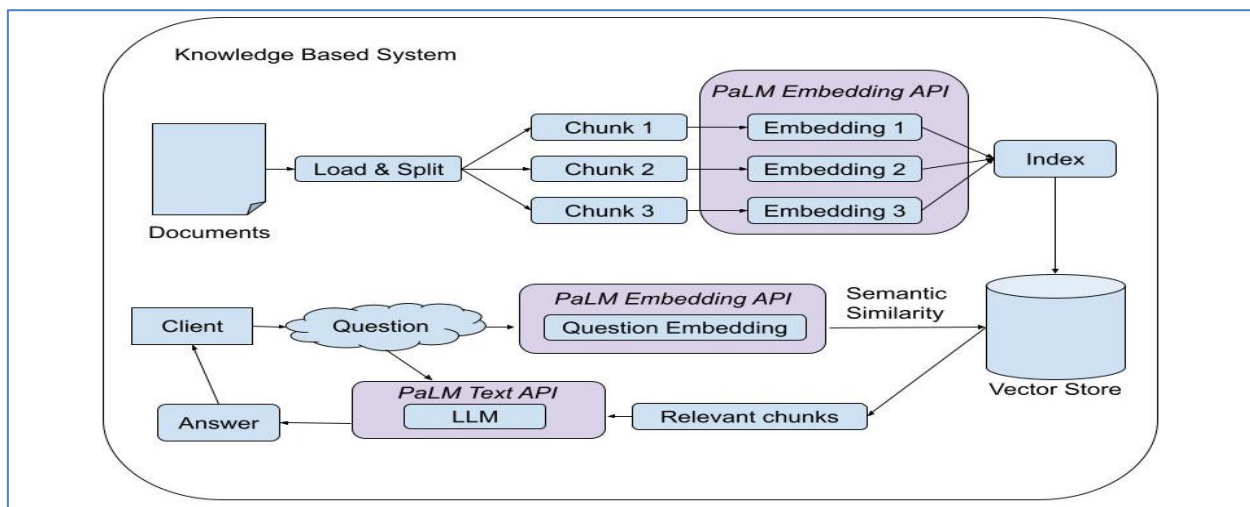 Knowledge Based System
PaLM Embedding API
Chunk 1
Embedding 1
Load & Split
Chunk 2
Embedding 2
Index
Chunk 3
Embedding 3
Documents
PaLM Embedding API
Semantic
Similarity
Client
Question
Question Embedding
PaLM Text API
Vector Store
Answer
LLM
Relevant chunks